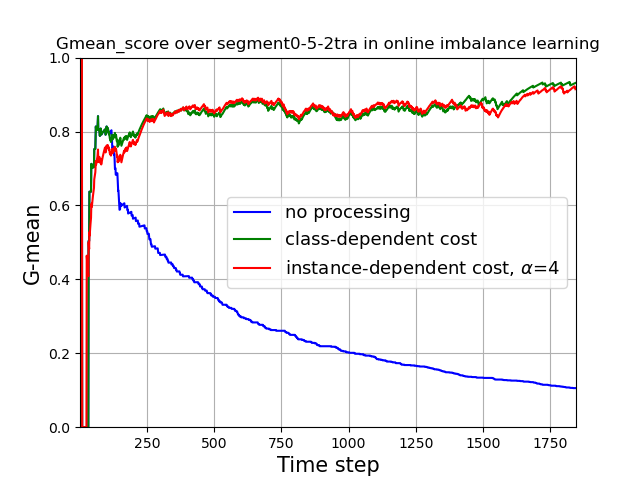 Gmean_score over segment0-5-2tra in online imbalance learning
1.0
0.8
0.6
0.4
0.2
0.0
G-mean
no processing
class-dependent cost
instance-dependent cost, α=4
250 500 750 1000 1250 1500 1750
Time step